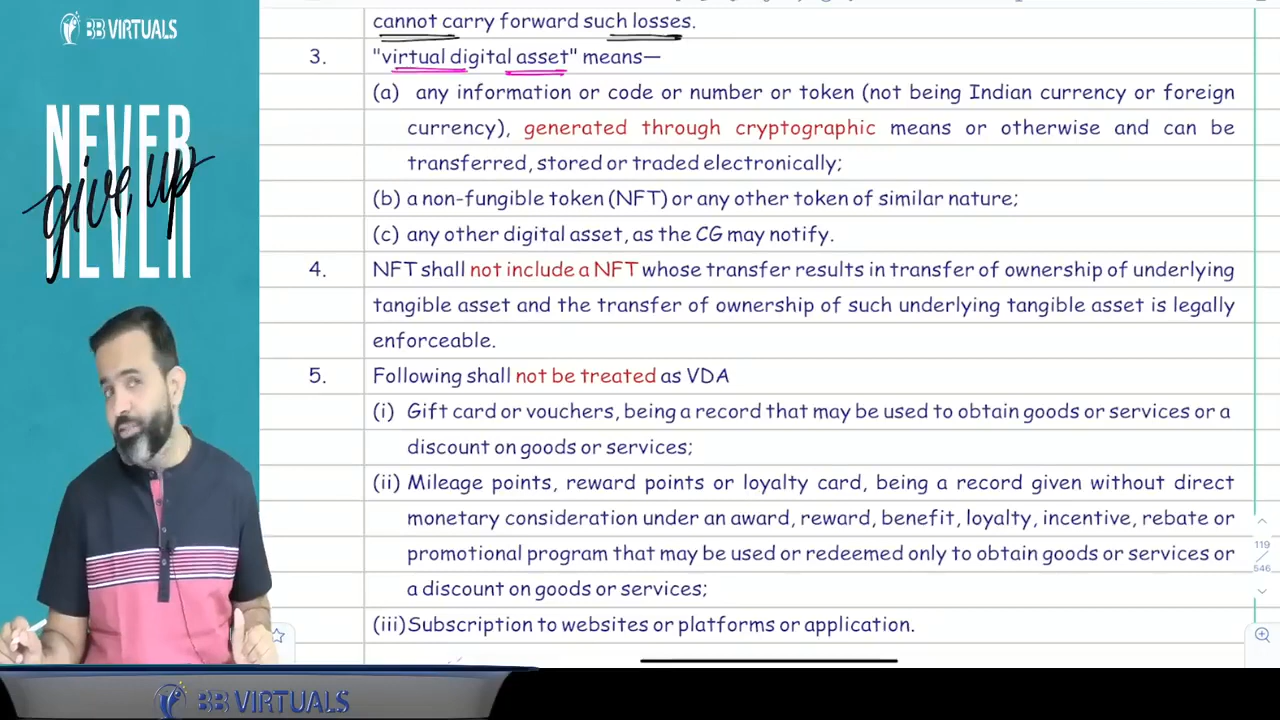 BB VIRTUALS
NEVER
give up
NEVER
cannot carry forward such losses.
3. "virtual digital asset" means—
(a) any information or code or number or token (not being Indian currency or foreign
currency), generated through cryptographic means or otherwise and can be
transferred, stored or traded electronically;
(b) a non-fungible token (NFT) or any other token of similar nature;
(c) any other digital asset, as the CG may notify.
4. NFT shall not include a NFT whose transfer results in transfer of ownership of underlying
tangible asset and the transfer of ownership of such underlying tangible asset is legally
enforceable.
5. Following shall not be treated as VDA
(i) Gift card or vouchers, being a record that may be used to obtain goods or services or a
discount on goods or services;
(ii) Mileage points, reward points or loyalty card, being a record given without direct
monetary consideration under an award, reward, benefit, loyalty, incentive, rebate or
promotional program that may be used or redeemed only to obtain goods or services or
a discount on goods or services;
(iii) Subscription to websites or platforms or application.
119
546
BB VIRTUALS